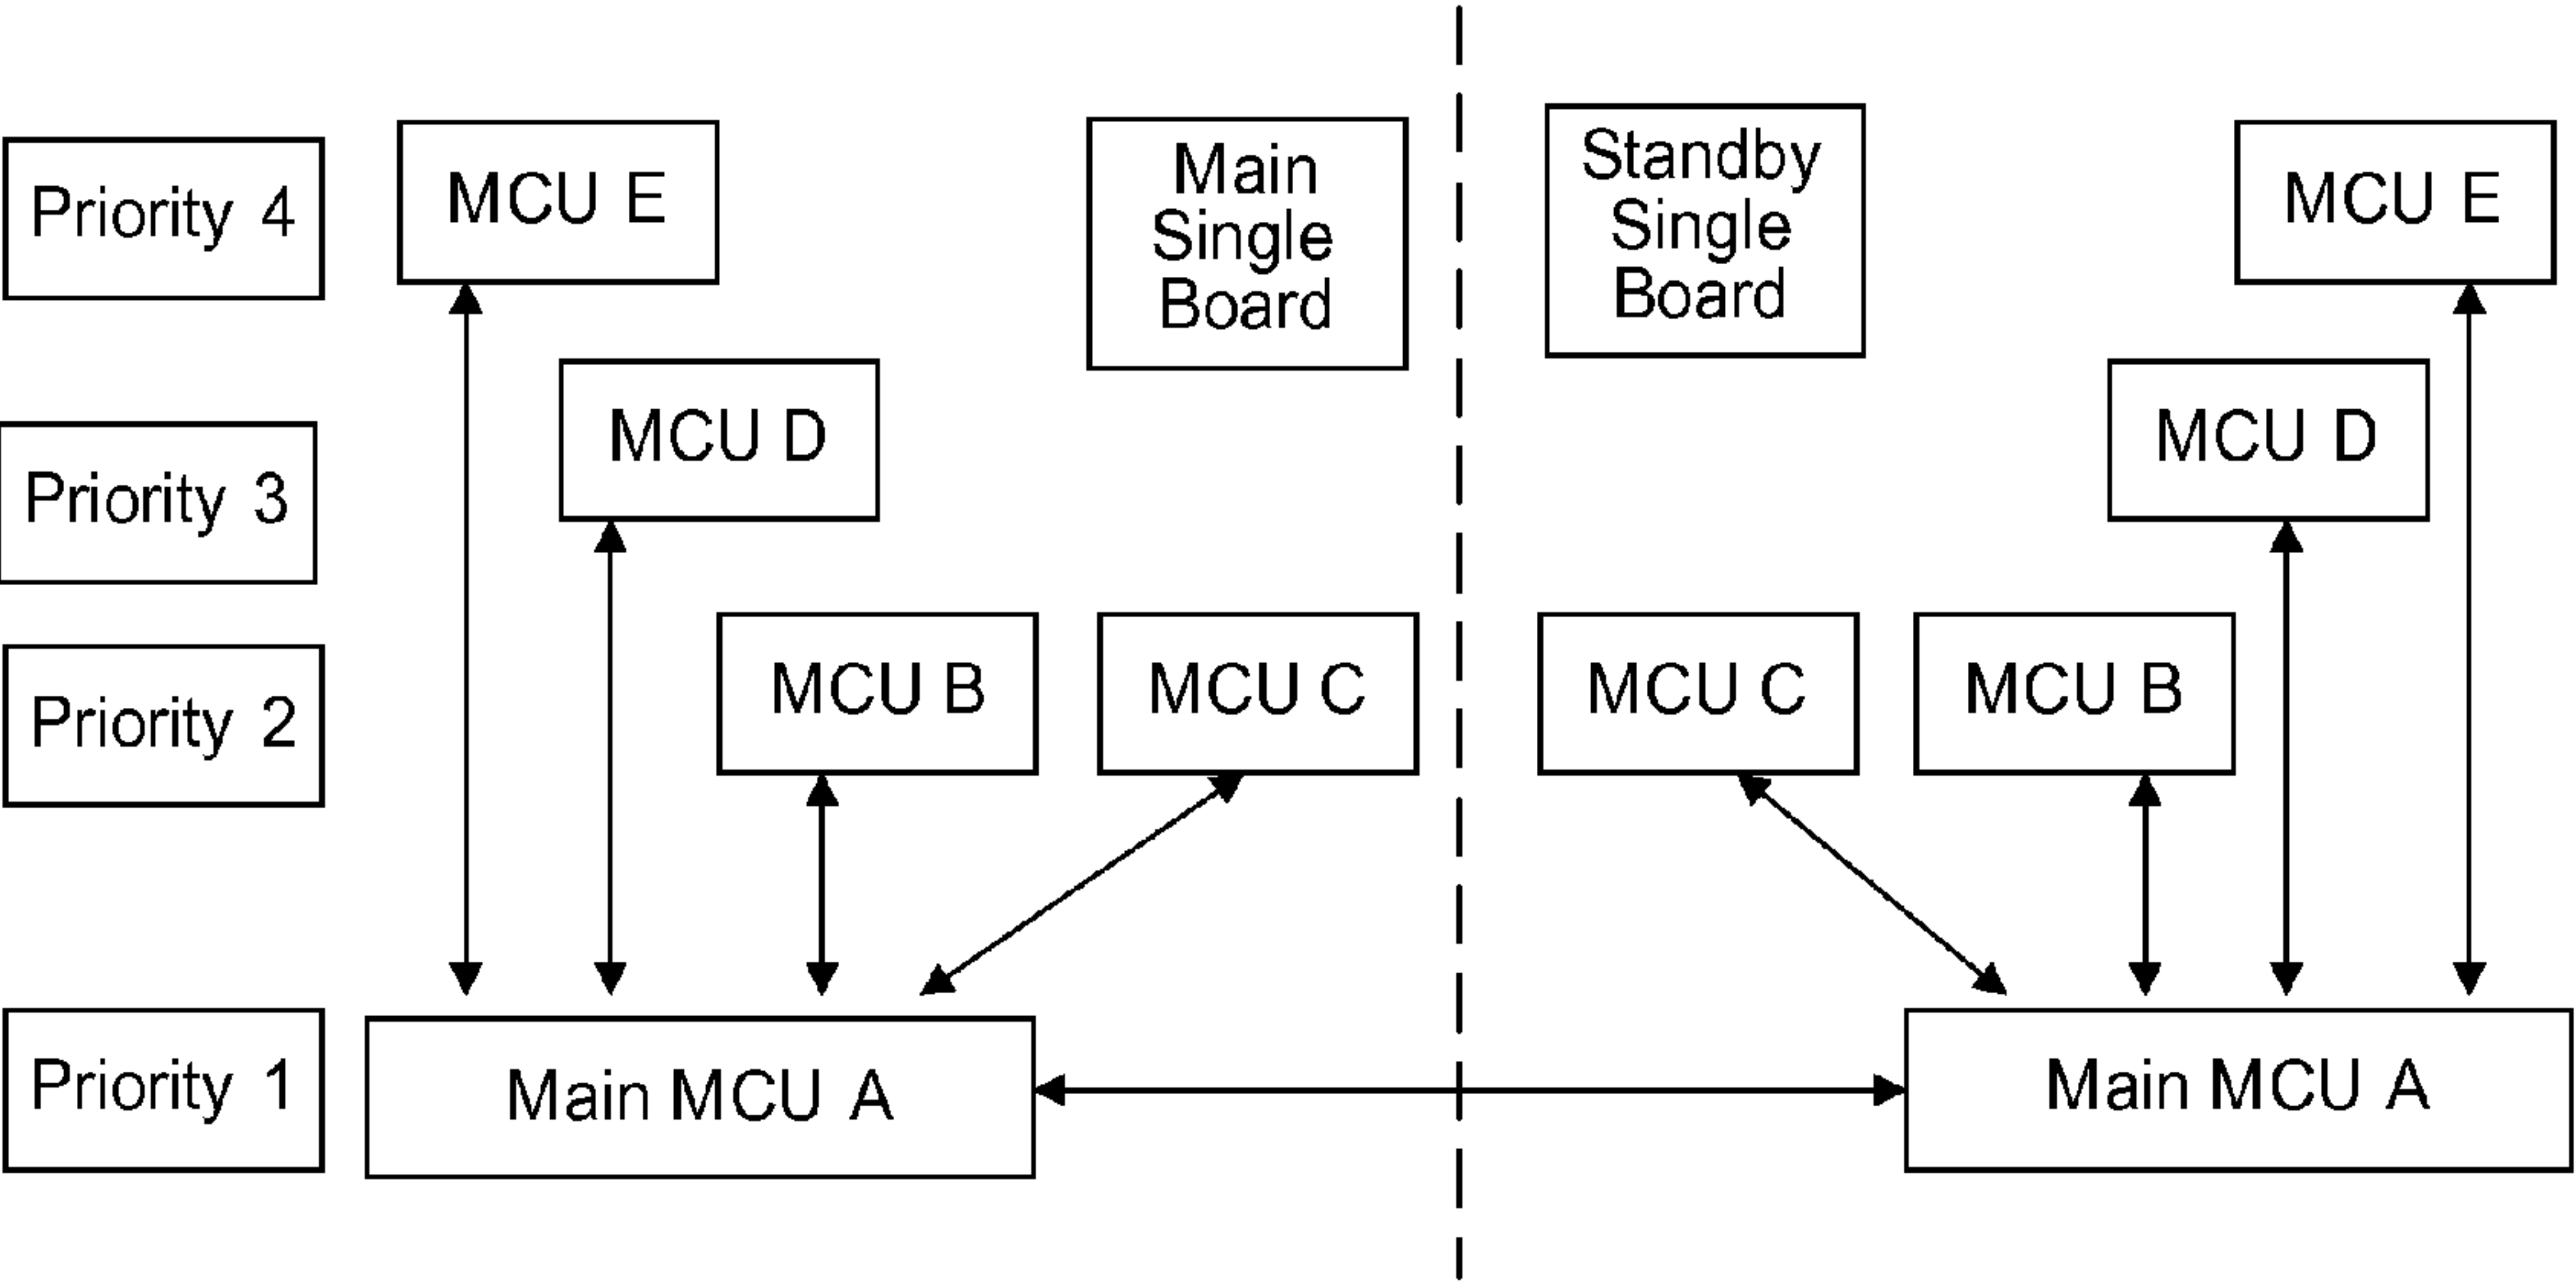 Priority 4
MCU E
Main
Single
Board
Standby
Single
Board
MCU E
Priority 3
MCU D
MCU D
Priority 2
MCU B
MCU C
MCU C
MCU B
Priority 1
Main MCU A
Main MCU A